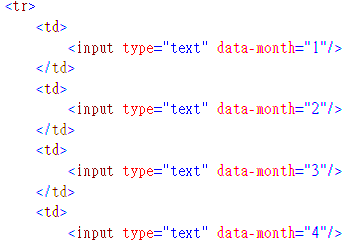 <tr>
<td>
<input type="text" data-month="1"/>
</td>
<td>
<input type="text" data-month="2"/>
</td>
<td>
<input type="text" data-month="3"/>
</td>
<td>
<input type="text" data-month="4"/>